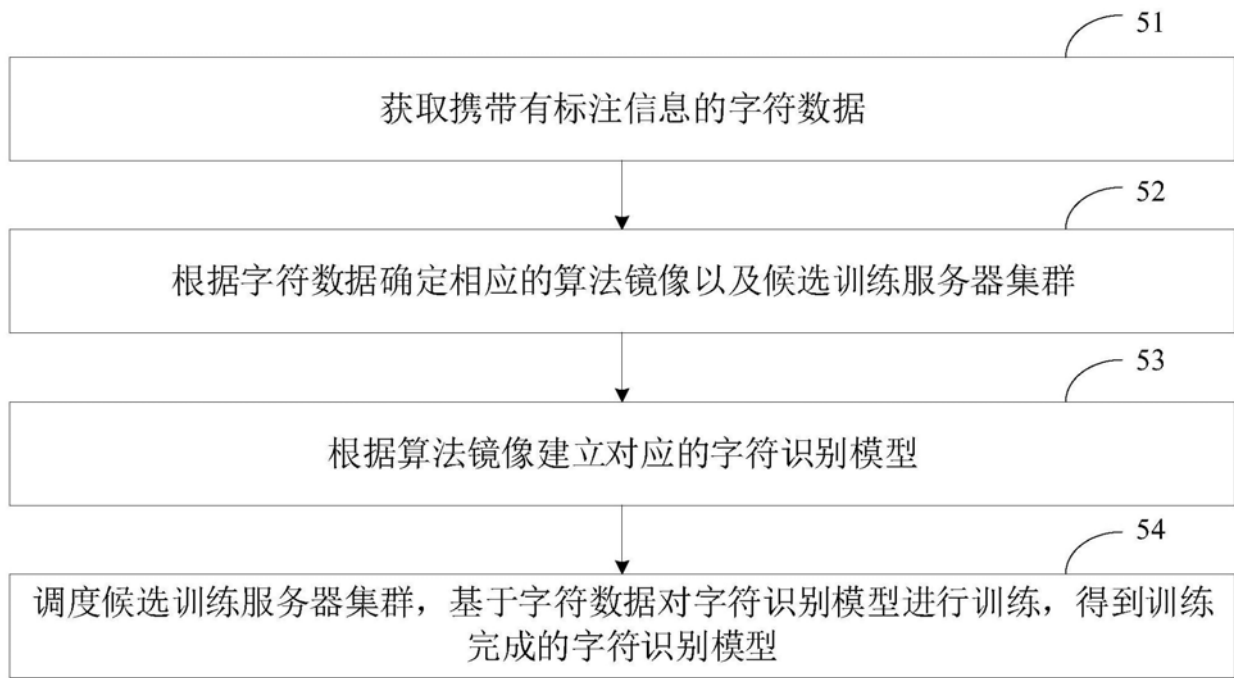 51
获取携带有标注信息的字符数据
52
根据字符数据确定相应的算法镜像以及候选训练服务器集群
53
根据算法镜像建立对应的字符识别模型
54
调度候选训练服务器集群，基于字符数据对字符识别模型进行训练，得到训练
完成的字符识别模型